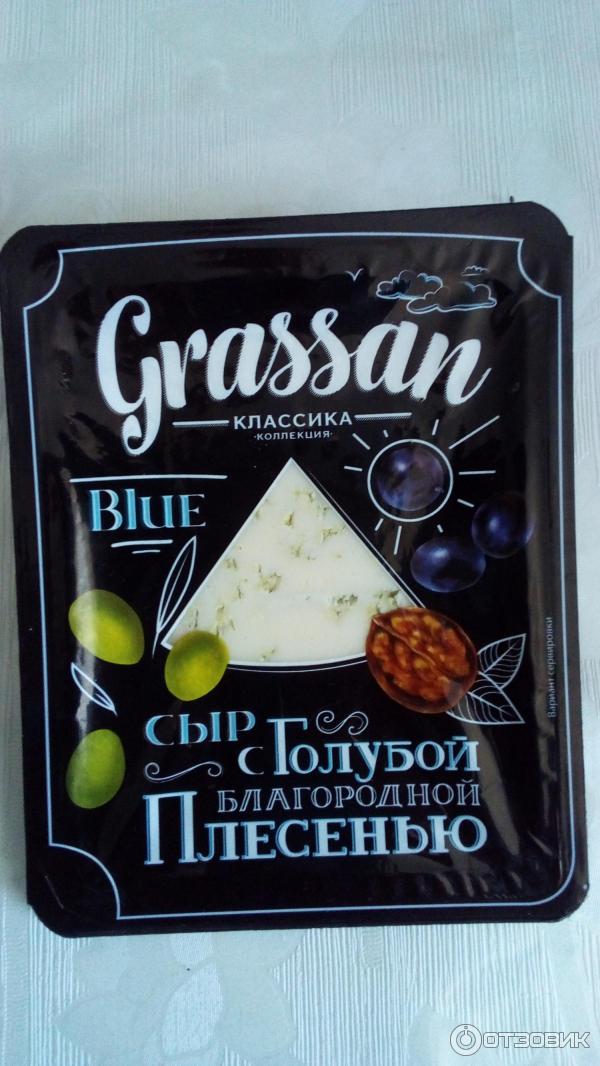 Grassan
КЛАССИКА
·КОЛЛЕКЦИЯ·
BLUE
СЫР
С ГОЛУБОЙ
БЛАГОРОДНОЙ
ПЛЕСЕНЬЮ
Вариант сервировки
ОТЗОВИК